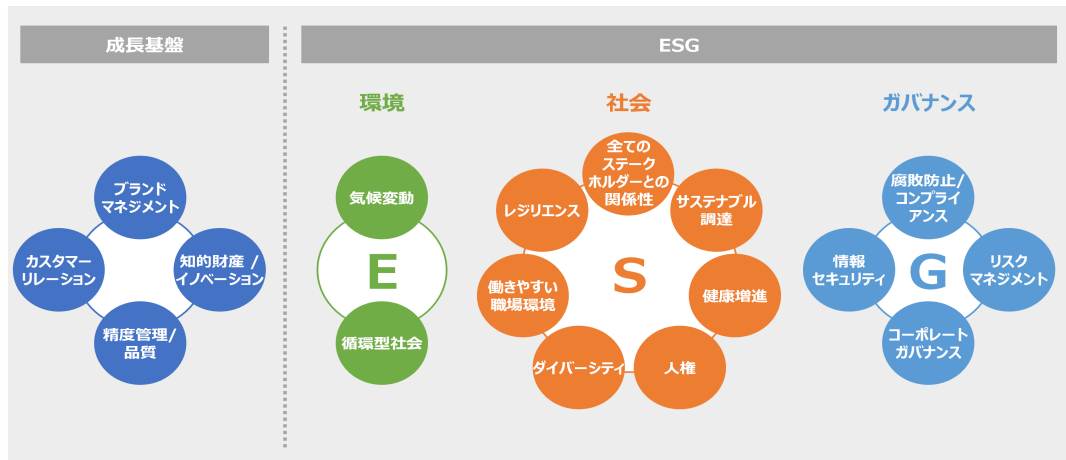 成長基盤
ESG
ブランド
マネジメント
カスタマー
リレーション
知的財産 /
イノベーション
精度管理/
品質
環境
気候変動
E
循環型社会
社会
全ての
ステーク
ホルダーとの
関係性
レジリエンス
サステナブル
調達
S
働きやすい
職場環境
健康増進
ダイバーシティ
人権
ガバナンス
腐敗防止/
コンプライ
アンス
情報
セキュリティ
G
リスク
マネジメント
コーポレート
ガバナンス